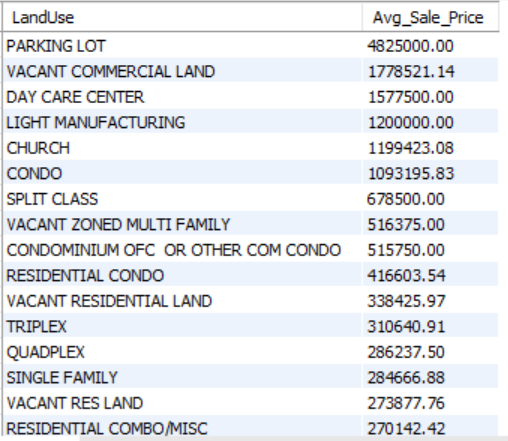 LandUse Avg_Sale_Price
PARKING LOT 4825000.00
VACANT COMMERCIAL LAND 1778521.14
DAY CARE CENTER 1577500.00
LIGHT MANUFACTURING 1200000.00
CHURCH 1199423.08
CONDO 1093195.83
SPLIT CLASS 678500.00
VACANT ZONED MULTI FAMILY 516375.00
CONDOMINIUM OFC OR OTHER COM CONDO 515750.00
RESIDENTIAL CONDO 416603.54
VACANT RESIDENTIAL LAND 338425.97
TRIPLEX 310640.91
QUADPLEX 286237.50
SINGLE FAMILY 284666.88
VACANT RES LAND 273877.76
RESIDENTIAL COMBO/MISC 270142.42